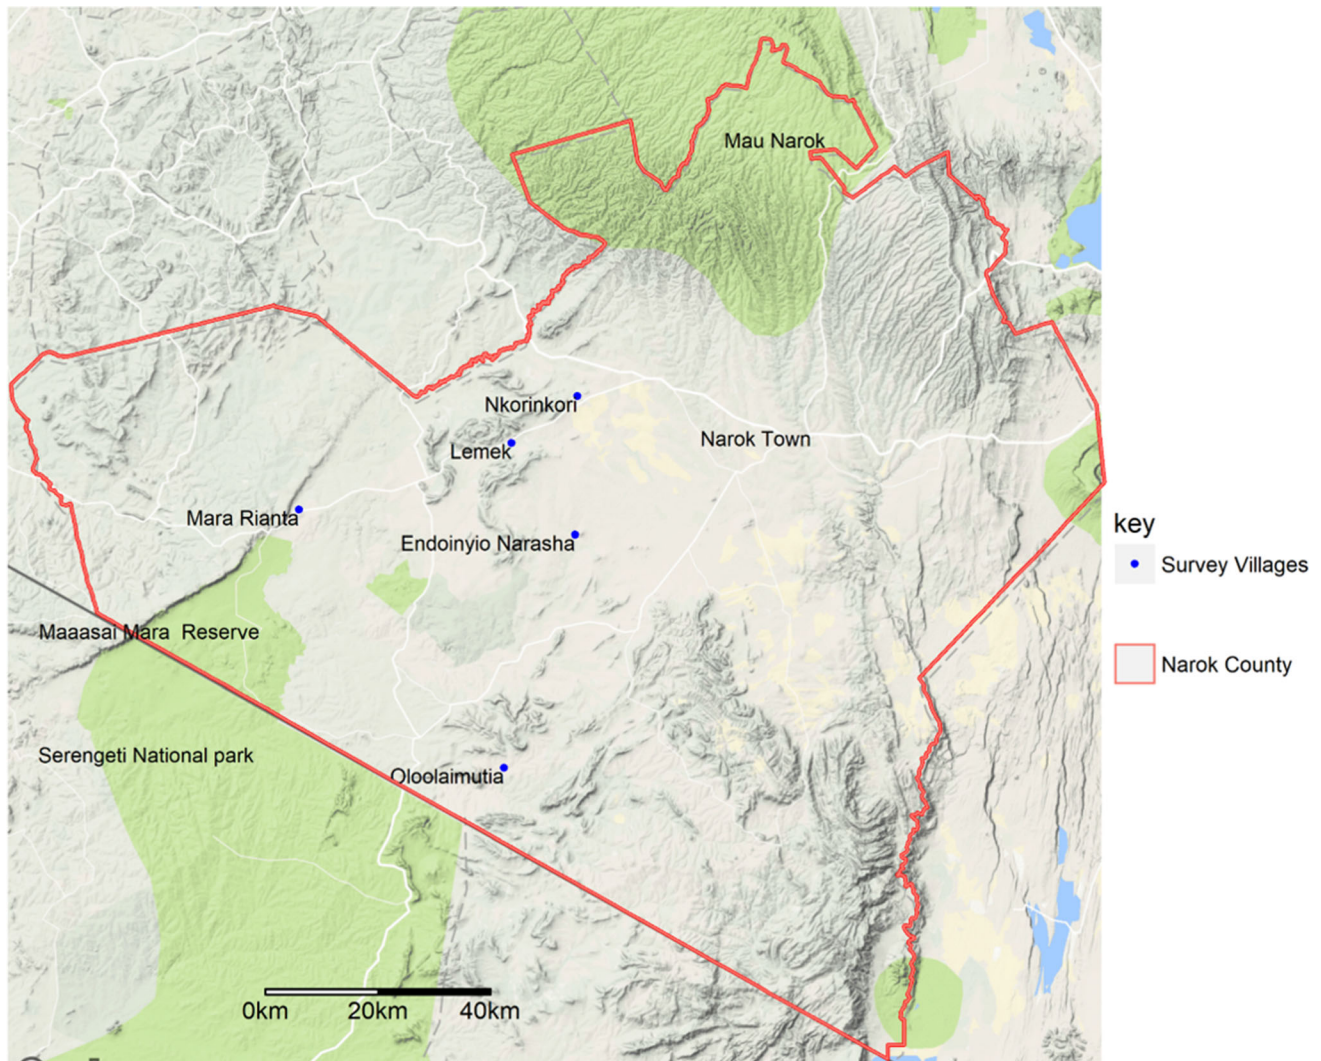 Mau Narok
Nkorinkori
Narok Town
Lemek
Mara Rianta
Endoinyio Narasha
Maaasai Mara  Reserve
Serengeti National park
Oloolaimutia
0km 20km 40km
key
Survey Villages
Narok County